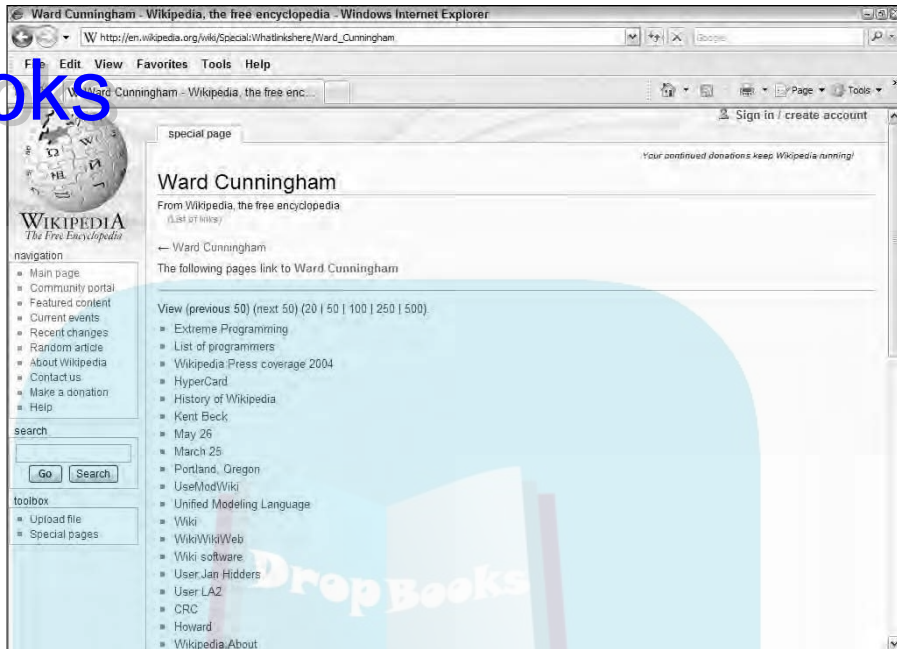 Ward Cunningham - Wikipedia, the free encyclopedia - Windows Internet Explorer
W http://en.wikipedia.org/wiki/Special:Whatlinkshere/Ward_Cunningham
Google
File Edit View Favorites Tools Help
oks
W Ward Cunningham - Wikipedia, the free enc...
Page Tools
Sign in / create account
special page
Your continued donations keep Wikipedia running!
Ward Cunningham
From Wikipedia, the free encyclopedia
(List of links)
WIKIPEDIA
The Free Encyclopedia
← Ward Cunningham
The following pages link to Ward Cunningham
navigation
Main page
Community portal
Featured content
Current events
Recent changes
Random article
About Wikipedia
Contact us
Make a donation
Help
search
Go Search
toolbox
Upload file
Special pages
View (previous 50) (next 50) (20 | 50 | 100 | 250 | 500)
Extreme Programming
List of programmers
Wikipedia Press coverage 2004
HyperCard
History of Wikipedia
Kent Beck
May 26
March 25
Portland, Oregon
UseModWiki
Unified Modeling Language
Wiki
WikiWikiWeb
Wiki software
User:Jan Hidders
User:LA2
CRC
Howard
Wikipedia:About
DropBooks